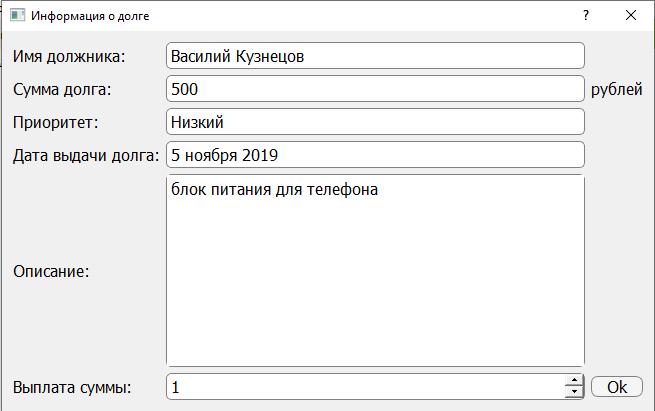 Информация о долге
Имя должника: Василий Кузнецов
Сумма долга: 500 рублей
Приоритет: Низкий
Дата выдачи долга: 5 ноября 2019
блок питания для телефона
Описание:
Выплата суммы: 1 Ok